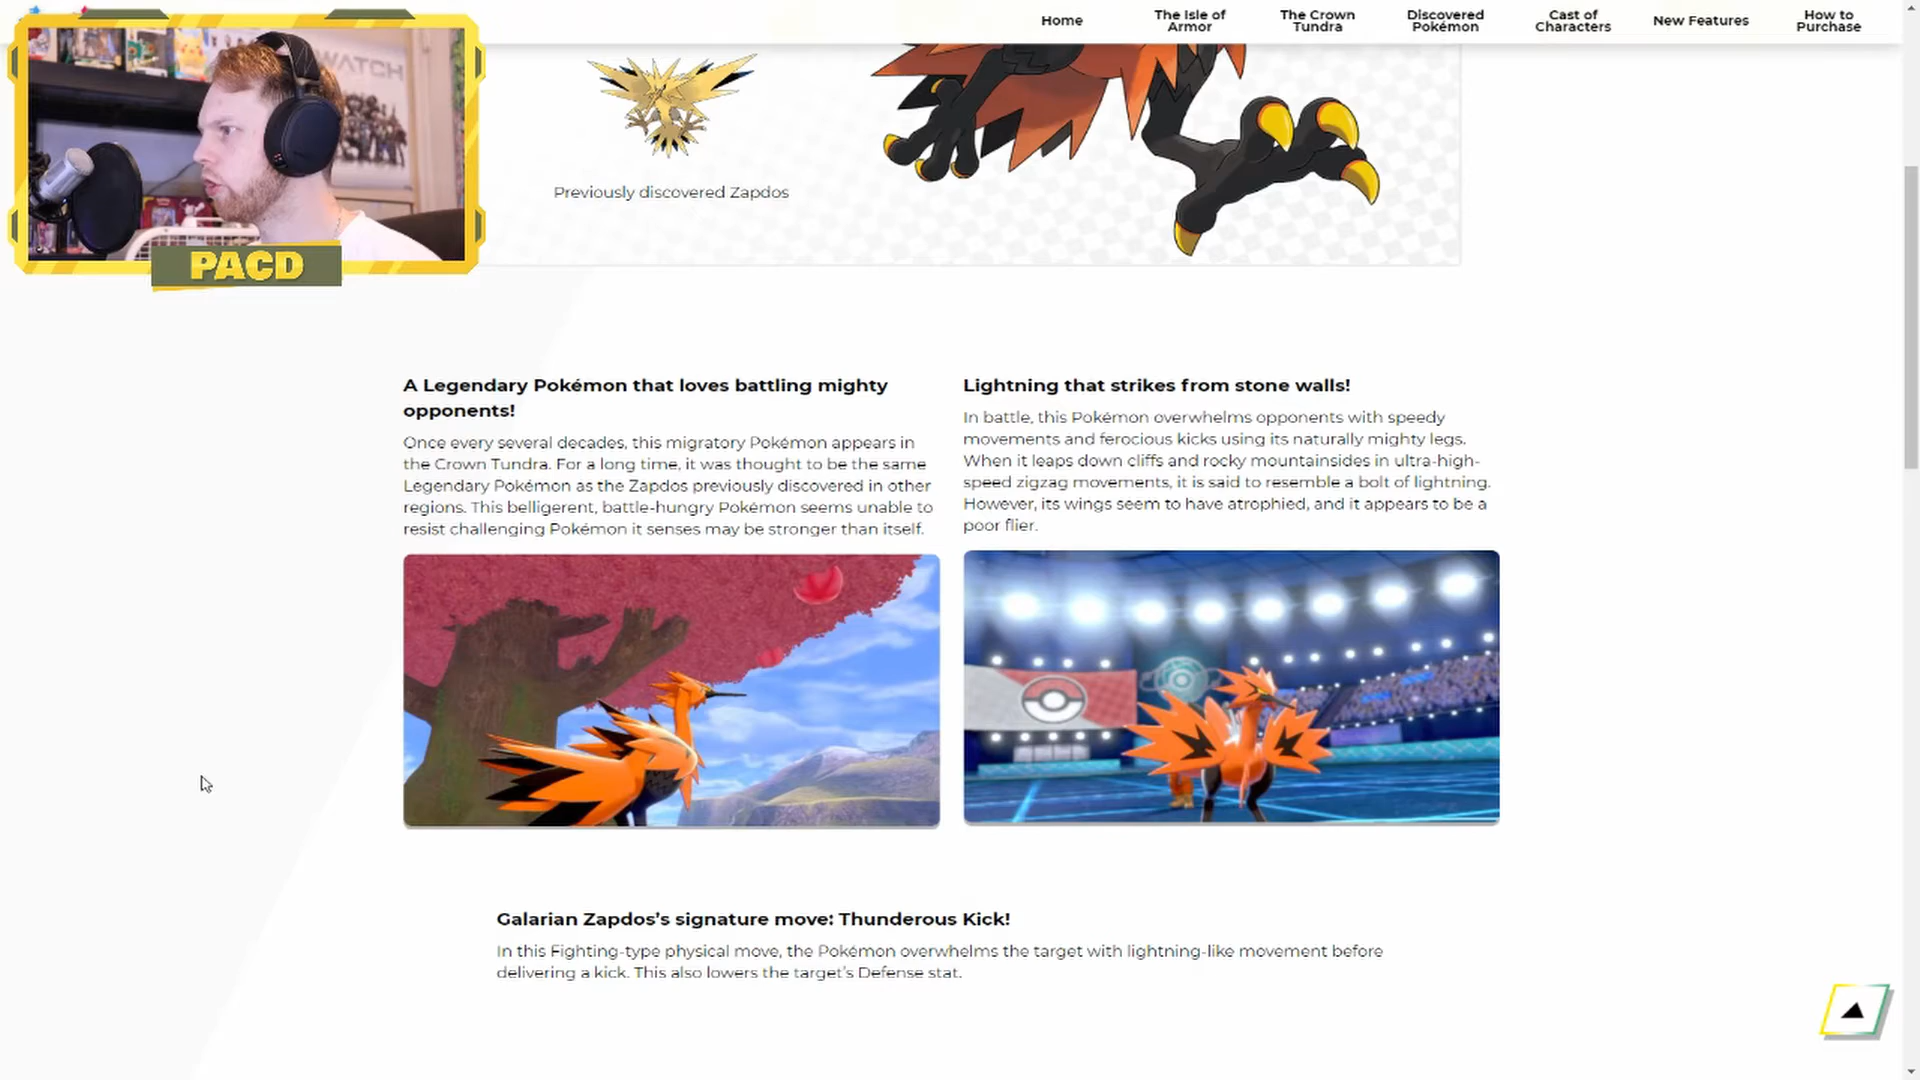 Home
The Isle of
Armor
The Crown
Tundra
Discovered
Pokémon
Cast of
Characters
New Features
How to
Purchase
WATCH
PACD
Previously discovered Zapdos
A Legendary Pokémon that loves battling mighty
opponents!
Once every several decades, this migratory Pokémon appears in
the Crown Tundra. For a long time, it was thought to be the same
Legendary Pokémon as the Zapdos previously discovered in other
regions. This belligerent, battle-hungry Pokémon seems unable to
resist challenging Pokémon it senses may be stronger than itself.
Lightning that strikes from stone walls!
In battle, this Pokémon overwhelms opponents with speedy
movements and ferocious kicks using its naturally mighty legs.
When it leaps down cliffs and rocky mountainsides in ultra-high-
speed zigzag movements, it is said to resemble a bolt of lightning.
However, its wings seem to have atrophied, and it appears to be a
poor flier.
Galarian Zapdos’s signature move: Thunderous Kick!
In this Fighting-type physical move, the Pokémon overwhelms the target with lightning-like movement before
delivering a kick. This also lowers the target’s Defense stat.